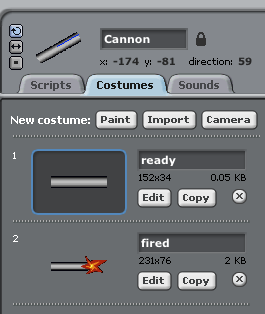 Cannon
x: -174 y: -81 direction: 59
Scripts Costumes Sounds
New costume: Paint Import Camera
1
ready
152x34 0.05 KB
Edit Copy
2
fired
231x76 2 KB
Edit Copy